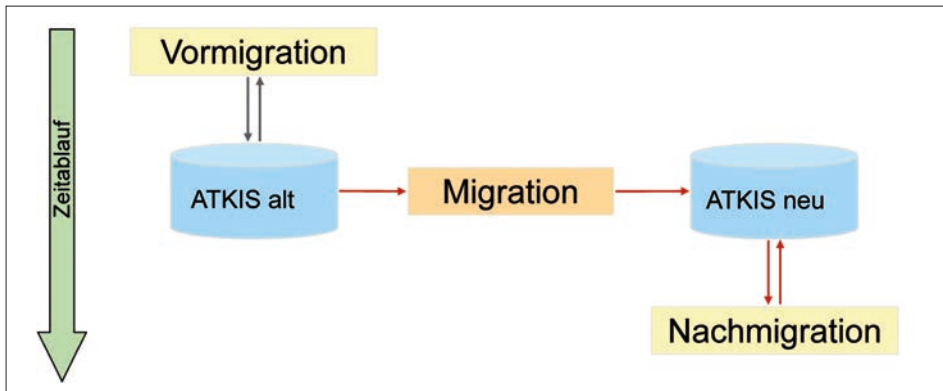 Vormigration
Zeitablauf
ATKIS alt
Migration
ATKIS neu
Nachmigration